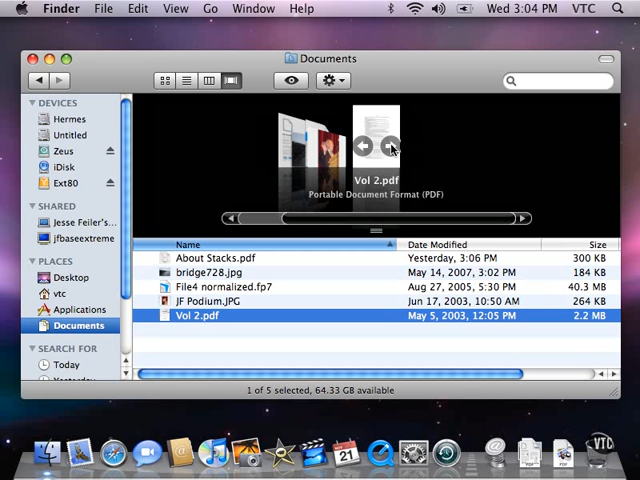 Finder File Edit View Go Window Help Wed 3:04 PM VTC
Documents
DEVICES
Hermes
Untitled
Zeus
iDisk
Ext80
SHARED
Jesse Feiler's...
jfbaseextreme
PLACES
Desktop
vtc
Applications
Documents
SEARCH FOR
Today
Vol 2.pdf
Portable Document Format (PDF)
Name Date Modified Size
About Stacks.pdf Yesterday, 3:06 PM 300 KB
bridge728.jpg May 14, 2007, 3:02 PM 184 KB
File4 normalized.fp7 Aug 27, 2005, 5:30 PM 40.3 MB
JF Podium.JPG Jun 17, 2003, 10:50 AM 264 KB
Vol 2.pdf May 5, 2003, 12:05 PM 2.2 MB
1 of 5 selected, 64.33 GB available
21
VTC